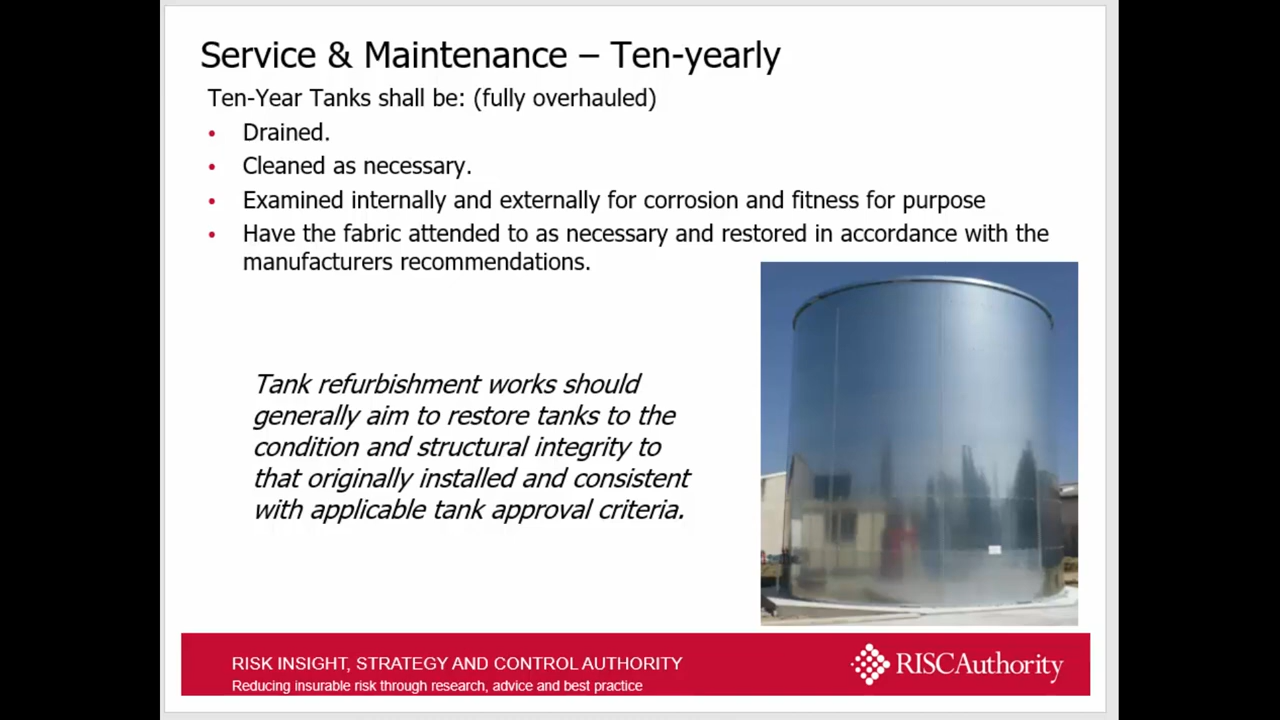 Service & Maintenance – Ten-yearly
Ten-Year Tanks shall be: (fully overhauled)
• Drained.
• Cleaned as necessary.
• Examined internally and externally for corrosion and fitness for purpose
• Have the fabric attended to as necessary and restored in accordance with the
manufacturers recommendations.
Tank refurbishment works should
generally aim to restore tanks to the
condition and structural integrity to
that originally installed and consistent
with applicable tank approval criteria.
RISK INSIGHT, STRATEGY AND CONTROL AUTHORITY
Reducing insurable risk through research, advice and best practice
RISCAuthority